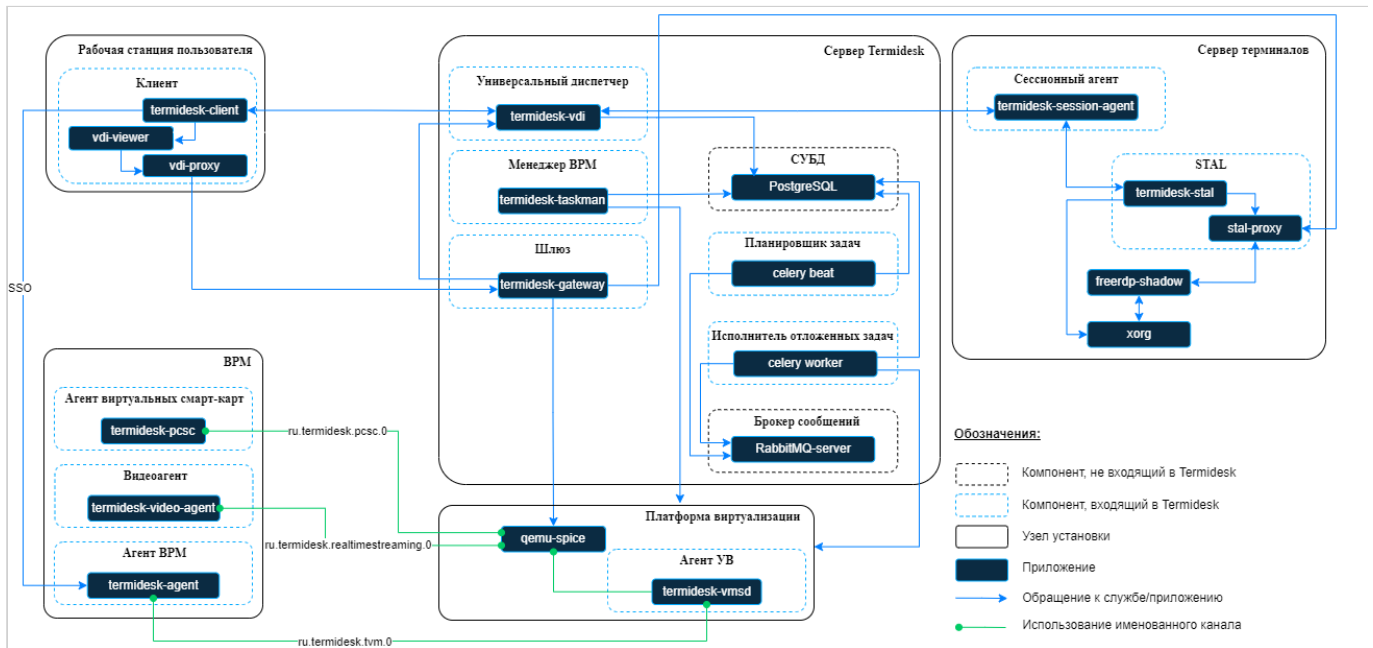 Рабочая станция пользователя
Клиент
termidesk-client
vdi-viewer
vdi-proxy
SSO
Сервер Termidesk
Универсальный диспетчер
termidesk-vdi
Менеджер ВРМ
termidesk-taskman
Шлюз
termidesk-gateway
СУБД
PostgreSQL
Планировщик задач
celery beat
Исполнитель отложенных задач
celery worker
Брокер сообщений
RabbitMQ-server
Сервер терминалов
Сессионный агент
termidesk-session-agent
STAL
termidesk-stal
stal-proxy
freerdp-shadow
xorg
ВРМ
Агент виртуальных смарт-карт
termidesk-pcsc
ru.termidesk.pcsc.0
Видеоагент
termidesk-video-agent
ru.termidesk.realtimestreaming.0
Агент ВРМ
termidesk-agent
ru.termidesk.tvm.0
Платформа виртуализации
qemu-spice
Агент УВ
termidesk-vmsd
Обозначения:
Компонент, не входящий в Termidesk
Компонент, входящий в Termidesk
Узел установки
Приложение
Обращение к службе/приложению
Использование именованного канала